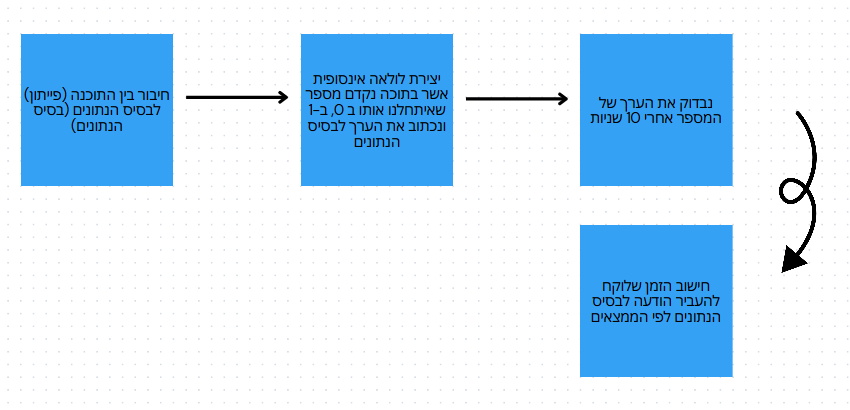 חיבור בין התוכנה (פייתון)
לבסיס הנתונים (בסיס
הנתונים)
יצירת לולאה אינסופית
אשר בתוכה נקדם מספר
שאיתחלנו אותו ב 0, ב-1
ונכתוב את הערך לבסיס
הנתונים
נבדוק את הערך של
המספר אחרי 10 שניות
חישוב הזמן שלוקח
להעביר הודעה לבסיס
הנתונים לפי הממצאים